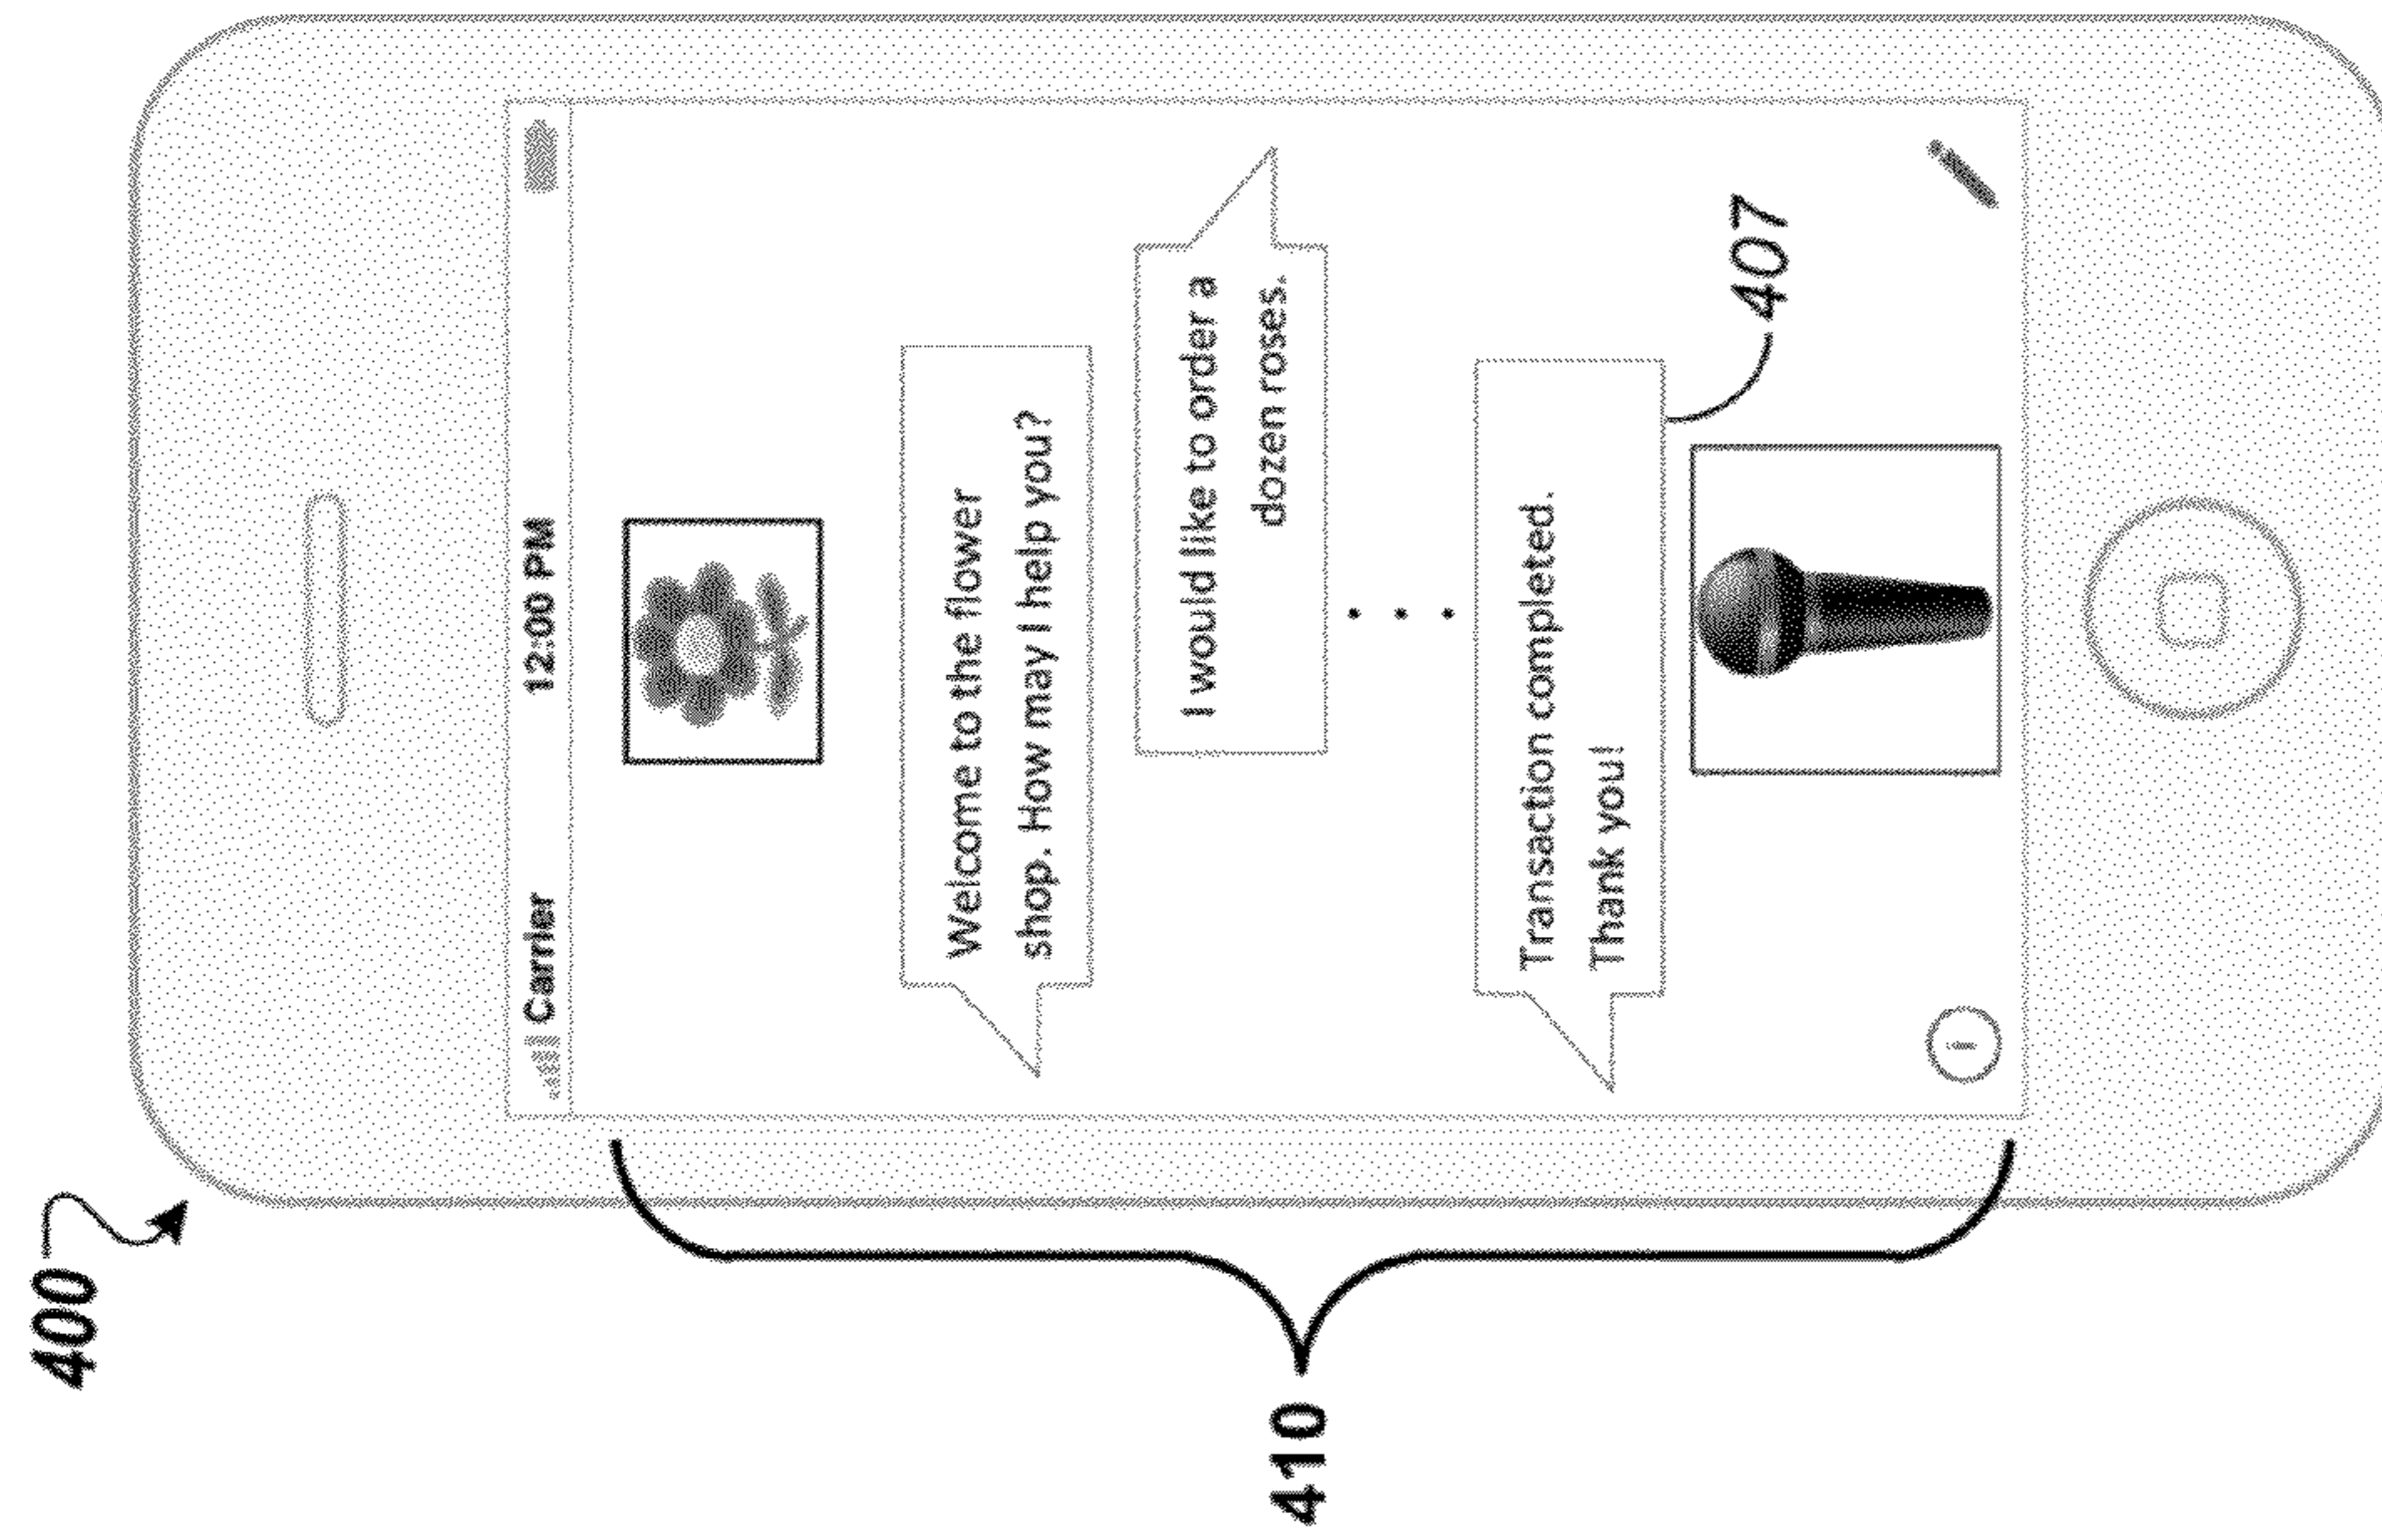 400
Carrier 12:00 PM
Welcome to the flower
shop. How may I help you?
I would like to order a
dozen roses.
Transaction completed.
Thank you!
407
i
410